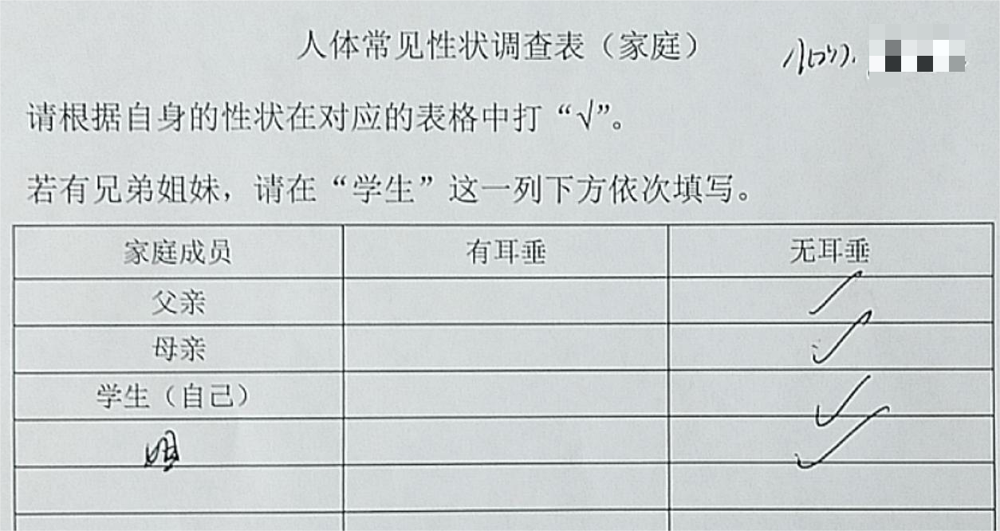 人体常见性状调查表（家庭）
请根据自身的性状在对应的表格中打“√”。
若有兄弟姐妹，请在“学生”这一列下方依次填写。
家庭成员 有耳垂 无耳垂
父亲 ✓
母亲 ✓
学生（自己） ✓
姐 ✓